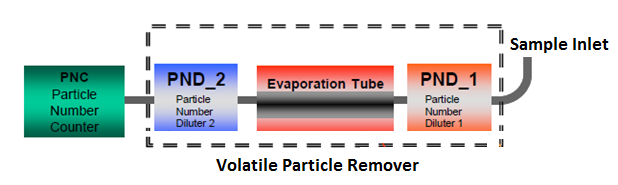 Sample Inlet
PNC
Particle
Number
Counter
PND_2
Particle
Number
Diluter 2
Evaporation Tube
PND_1
Particle
Number
Diluter 1
Volatile Particle Remover